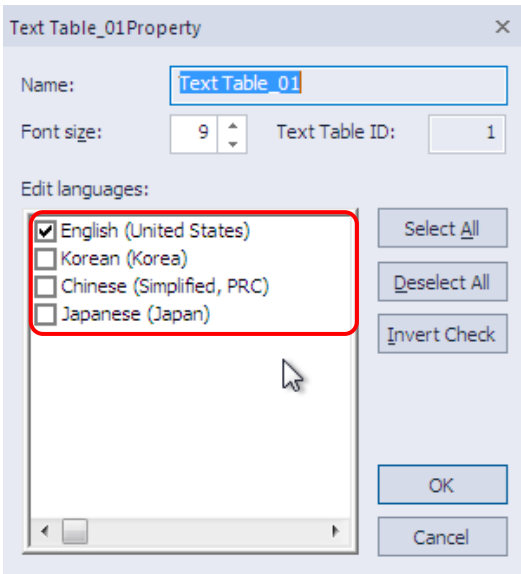 Text Table_01Property
Name: Text Table_01
Font size: 9 Text Table ID: 1
Edit languages:
English (United States)
Korean (Korea)
Chinese (Simplified, PRC)
Japanese (Japan)
Select All
Deselect All
Invert Check
OK
Cancel